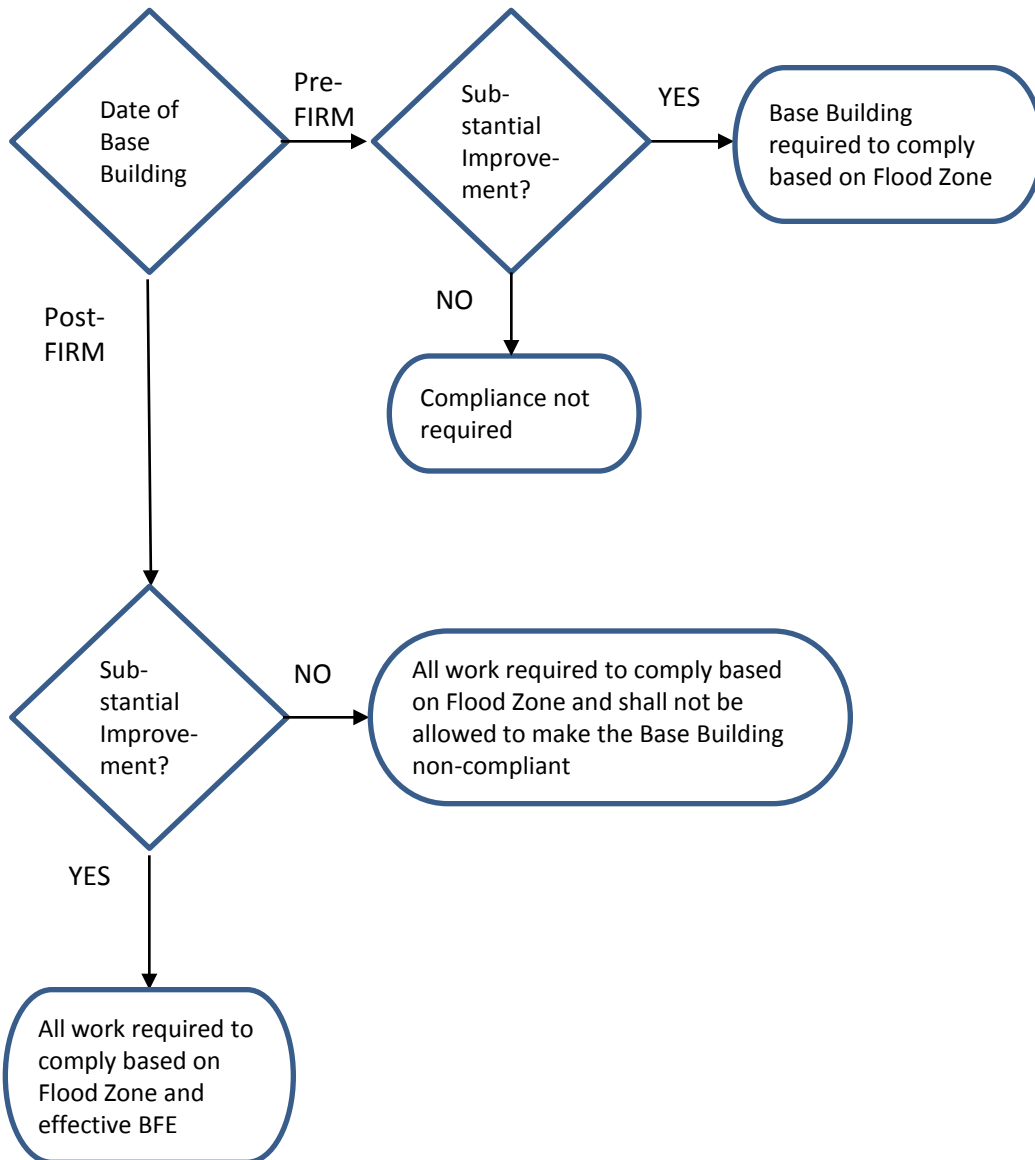 Date of
Base
Building
Pre-
FIRM
Sub-
stantial
Improve-
ment?
YES
Base Building
required to comply
based on Flood Zone
NO
Compliance not
required
Post-
FIRM
Sub-
stantial
Improve-
ment?
NO
All work required to comply based
on Flood Zone and shall not be
allowed to make the Base Building
non-compliant
YES
All work required to
comply based on
Flood Zone and
effective BFE